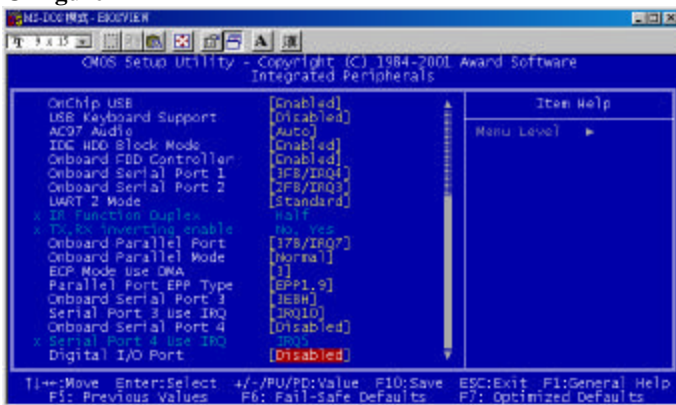 MS-DOS 模式 - BIOSVIEW
9 x 15
CMOS Setup Utility - Copyright (C) 1984-2001 Award Software
Integrated Peripherals
OnChip USB [Enabled]
USB Keyboard Support [Disabled]
AC97 Audio [Auto]
IDE HDD Block Mode [Enabled]
Onboard FDD Controller [Enabled]
Onboard Serial Port 1 [3F8/IRQ4]
Onboard Serial Port 2 [2F8/IRQ3]
UART 2 Mode [Standard]
x IR Function Duplex Half
x TX,RX inverting enable No, Yes
Onboard Parallel Port [378/IRQ7]
Onboard Parallel Mode [Normal]
ECP Mode Use DMA [3]
Parallel Port EPP Type [EPP1.9]
Onboard Serial Port 3 [3E8H]
Serial Port 3 Use IRQ [IRQ10]
Onboard Serial Port 4 [Disabled]
x Serial Port 4 Use IRQ IRQ5
Digital I/O Port [Disabled]
Item Help
Menu Level ►
↑↓→←:Move Enter:Select +/-/PU/PD:Value F10:Save ESC:Exit F1:General Help
F5: Previous Values F6: Fail-Safe Defaults F7: Optimized Defaults